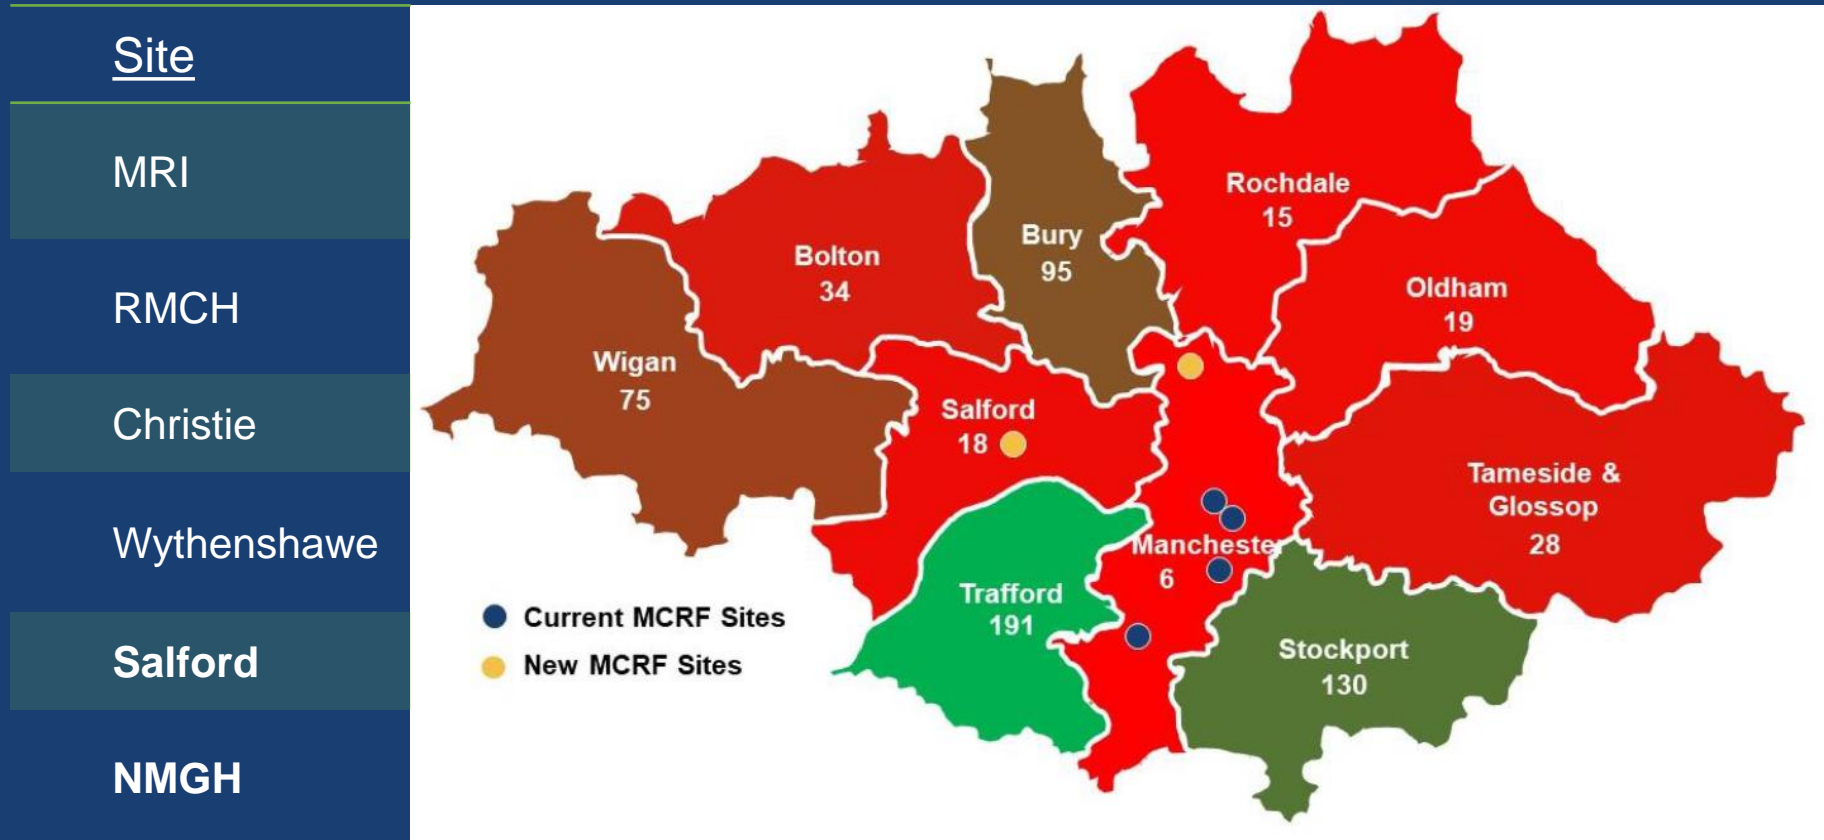 Site
MRI
RMCH
Christie
Wythenshawe
Salford
NMGH
Rochdale
15
Bury
95
Bolton
34
Oldham
19
Wigan
75
Salford
18
Tameside &
Glossop
28
Manchester
6
Trafford
191
Stockport
130
Current MCRF Sites
New MCRF Sites